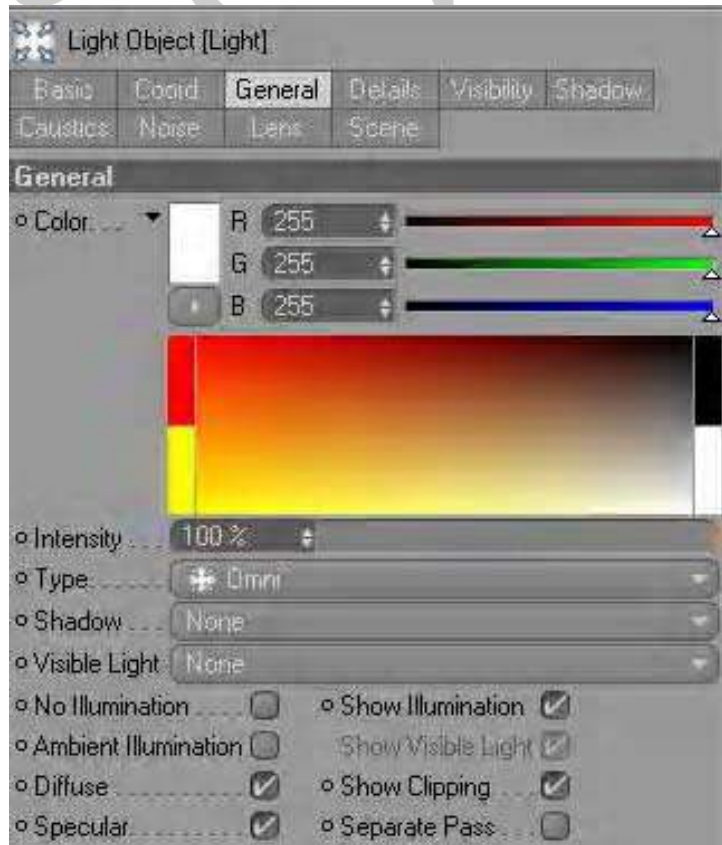 Light Object [Light]
Basic Coord General Details Visibility Shadow
Caustics Noise Lens Scene
General
Color. . . R 255
G 255
B 255
Intensity . . . 100 %
Type. . . . . . Omni
Shadow . . . None
Visible Light None
No Illumination . . . . Show Illumination
Ambient Illumination Show Visible Light
Diffuse . . . . . . . . . Show Clipping . . .
Specular. . . . . . . . Separate Pass . . .